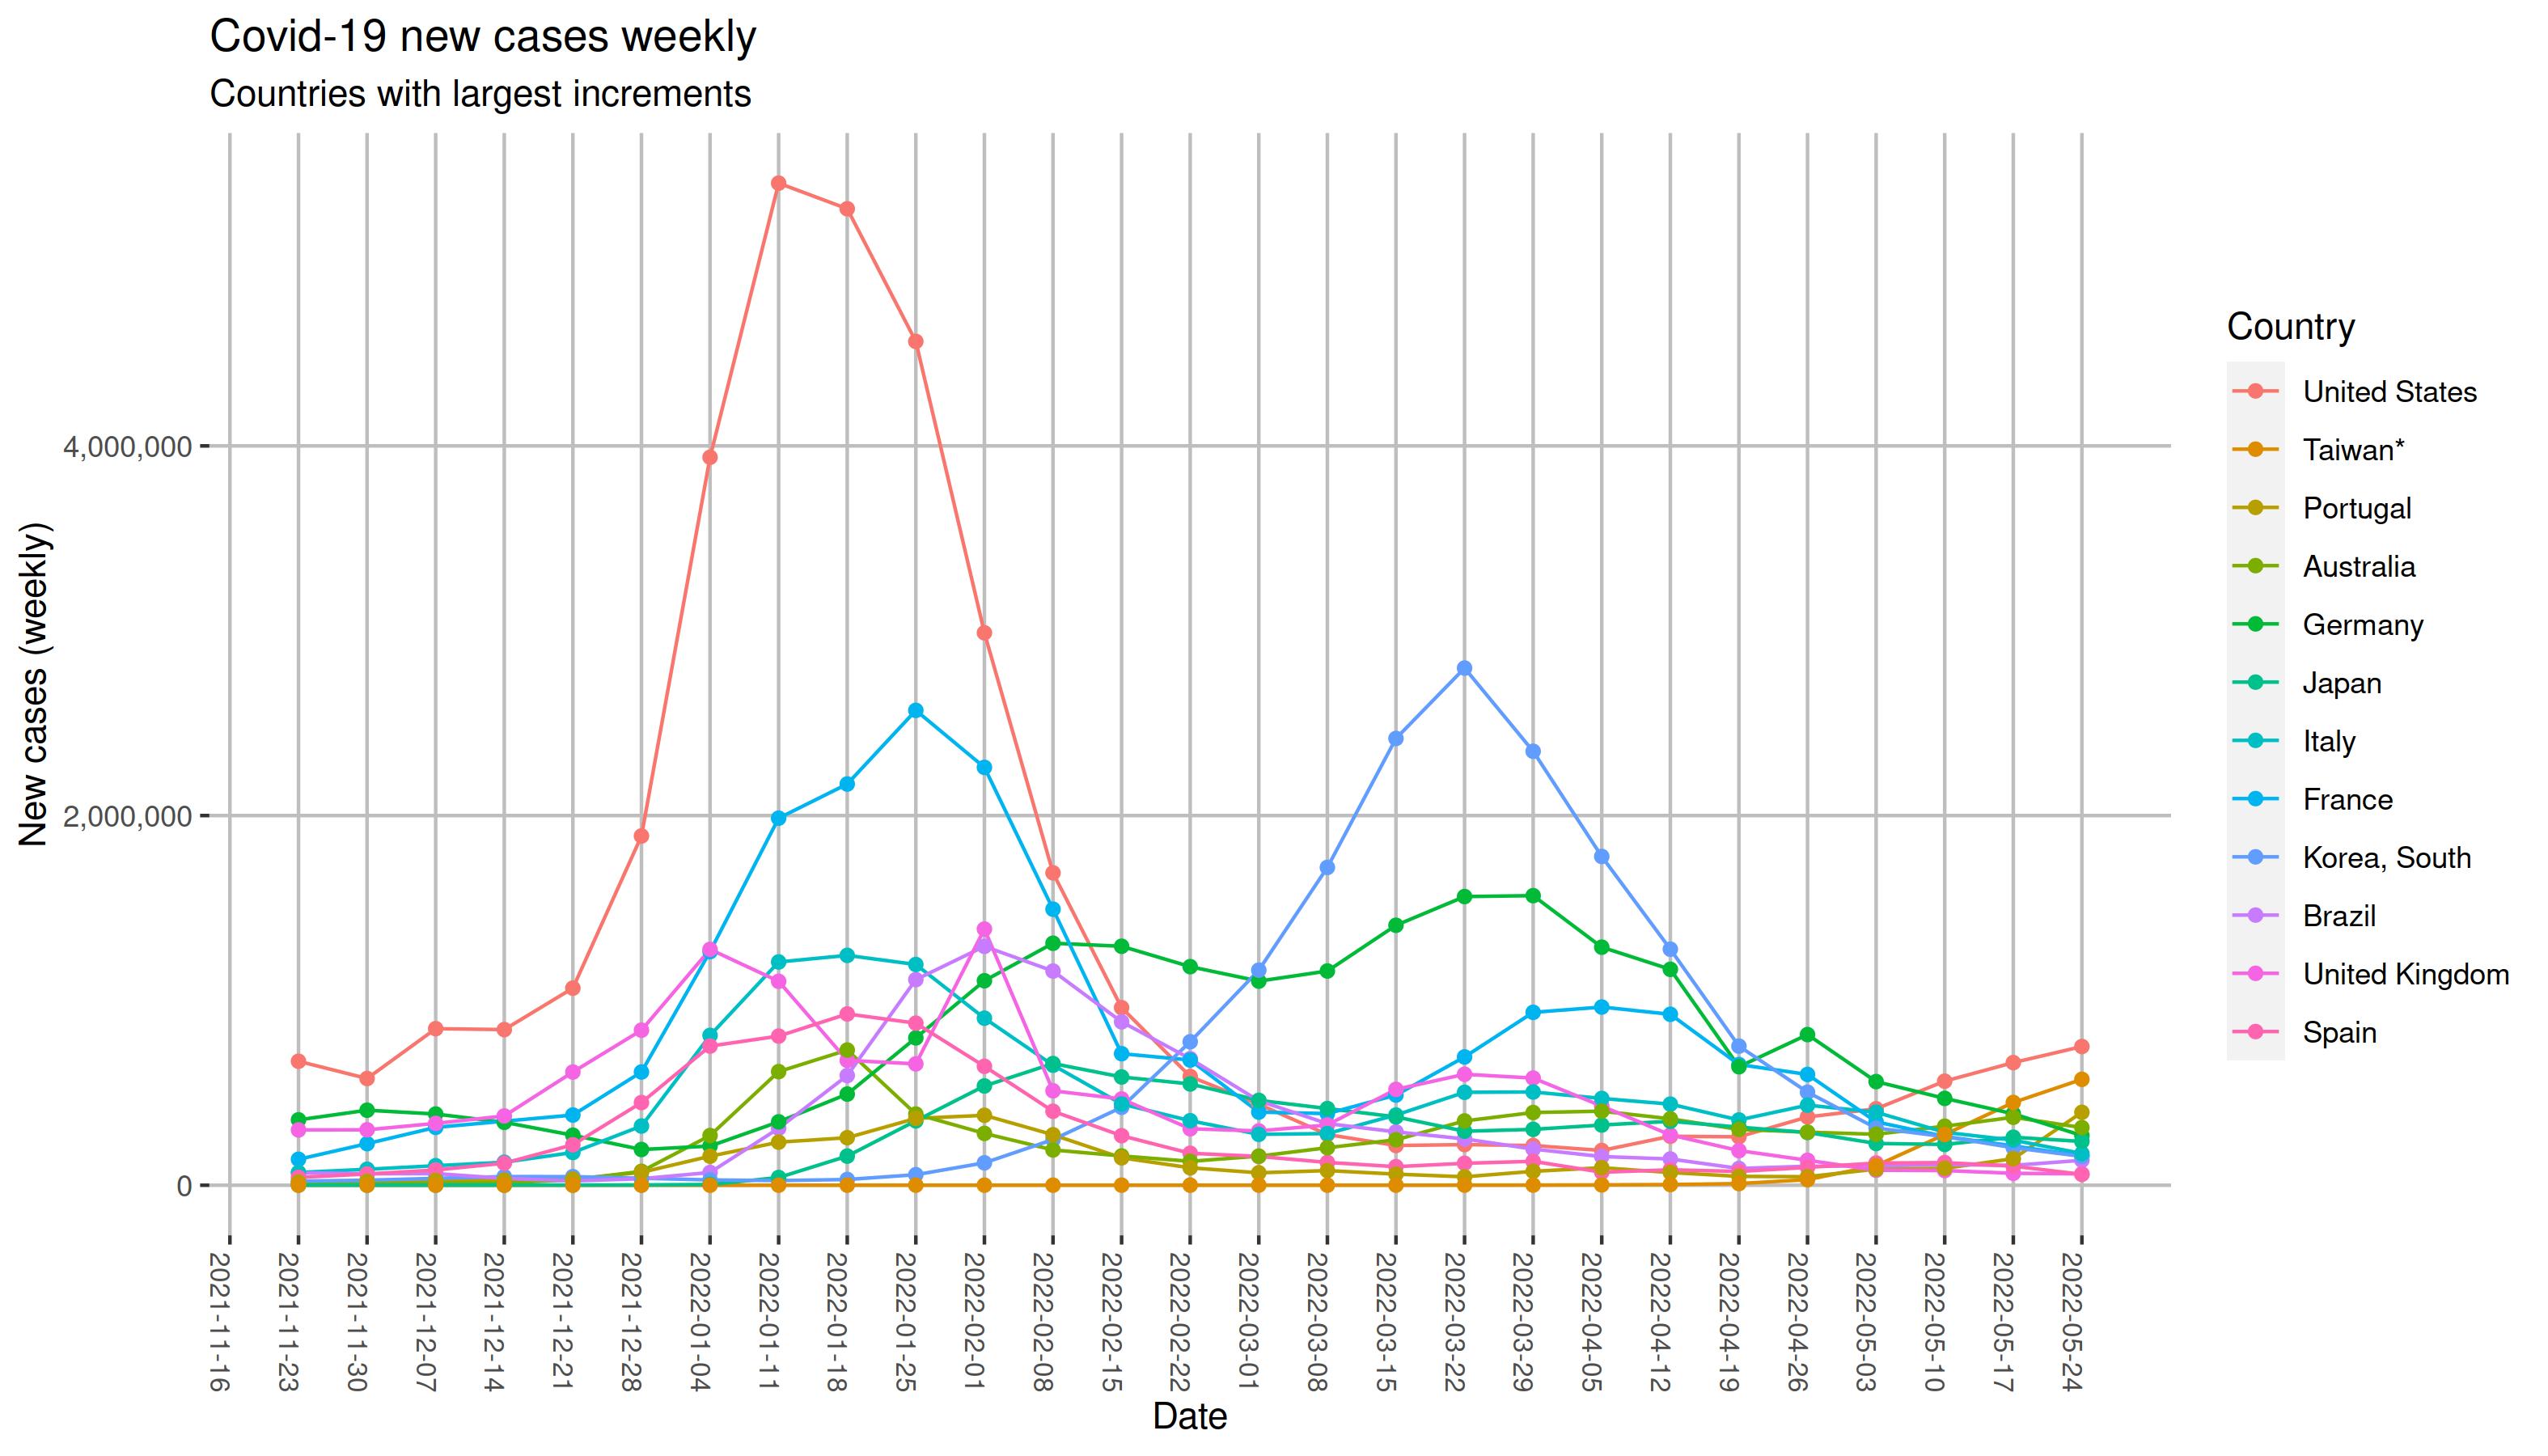 Covid-19 new cases weekly
Countries with largest increments
New cases (weekly)
4,000,000
2,000,000
0
2021-11-16
2021-11-23
2021-11-30
2021-12-07
2021-12-14
2021-12-21
2021-12-28
2022-01-04
2022-01-11
2022-01-18
2022-01-25
2022-02-01
2022-02-08
2022-02-15
2022-02-22
2022-03-01
2022-03-08
2022-03-15
2022-03-22
2022-03-29
2022-04-05
2022-04-12
2022-04-19
2022-04-26
2022-05-03
2022-05-10
2022-05-17
2022-05-24
Date
Country
United States
Taiwan*
Portugal
Australia
Germany
Japan
Italy
France
Korea, South
Brazil
United Kingdom
Spain